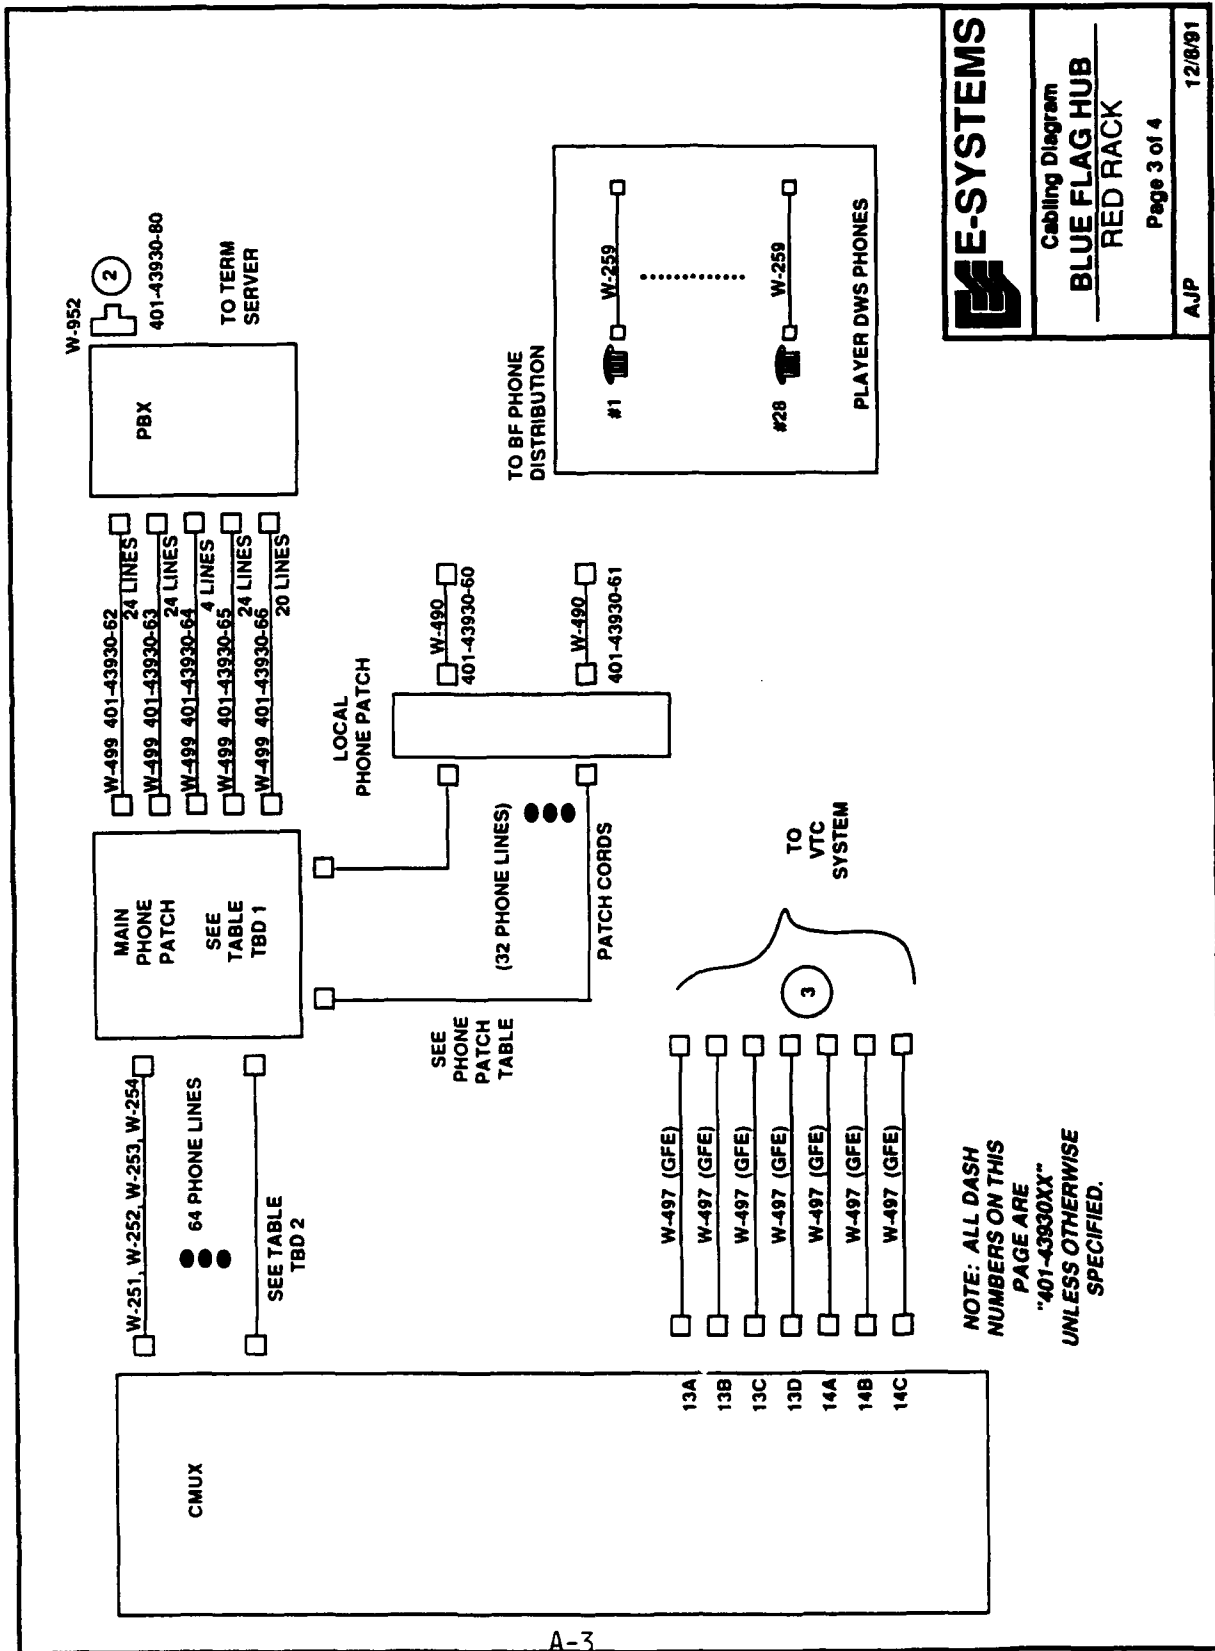 CMUX
W-251, W-252, W-253, W-254
64 PHONE LINES
SEE TABLE
TBD 2
MAIN
PHONE
PATCH
SEE
TABLE
TBD 1
W-499 401-43930-62
24 LINES
W-499 401-43930-63
24 LINES
W-499 401-43930-64
4 LINES
W-499 401-43930-65
24 LINES
W-499 401-43930-66
20 LINES
PBX
W-952
2
401-43930-80
TO TERM
SERVER
LOCAL
PHONE PATCH
SEE
PHONE
PATCH
TABLE
(32 PHONE LINES)
PATCH CORDS
W-490
401-43930-60
W-490
401-43930-61
TO BF PHONE
DISTRIBUTION
#1
W-259
#28
W-259
PLAYER DWS PHONES
13A
W-497 (GFE)
13B
W-497 (GFE)
13C
W-497 (GFE)
13D
W-497 (GFE)
14A
W-497 (GFE)
14B
W-497 (GFE)
14C
W-497 (GFE)
3
TO
VTC
SYSTEM
NOTE: ALL DASH
NUMBERS ON THIS
PAGE ARE
"401-43930XX"
UNLESS OTHERWISE
SPECIFIED.
E-SYSTEMS
Cabling Diagram
BLUE FLAG HUB
RED RACK
Page 3 of 4
AJP
12/8/91
A-3